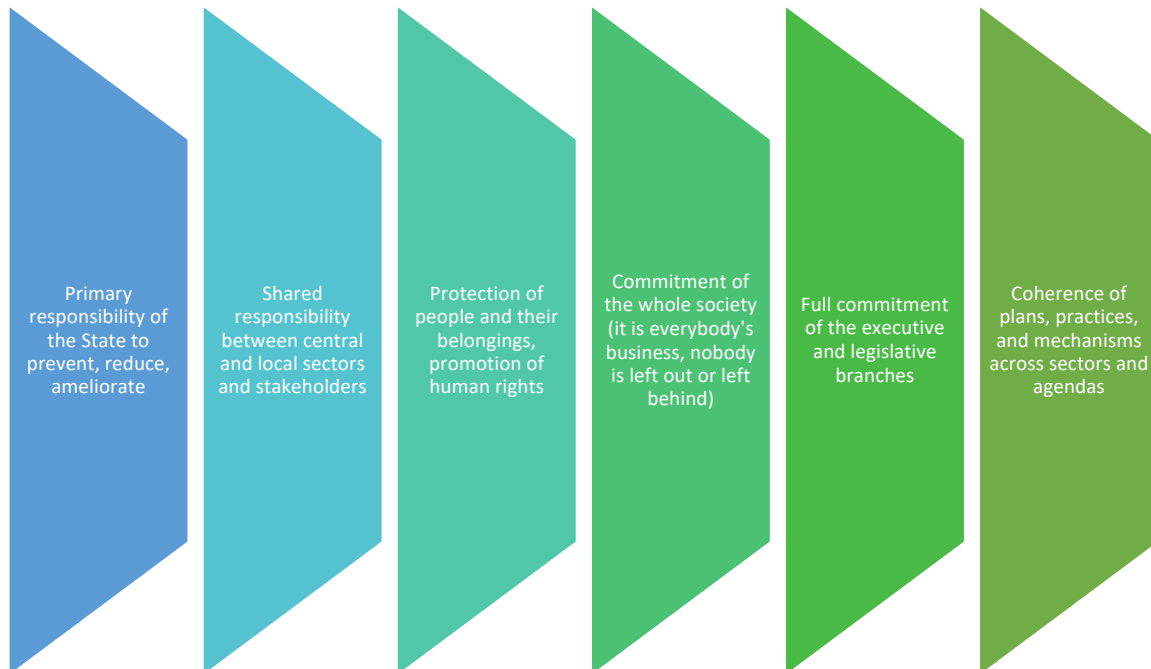 Primary
responsibility of
the State to
prevent, reduce,
ameliorate
Shared
responsibility
between central
and local sectors
and stakeholders
Protection of
people and their
belongings,
promotion of
human rights
Commitment of
the whole society
(it is everybody's
business, nobody
is left out or left
behind)
Full commitment
of the executive
and legislative
branches
Coherence of
plans, practices,
and mechanisms
across sectors and
agendas